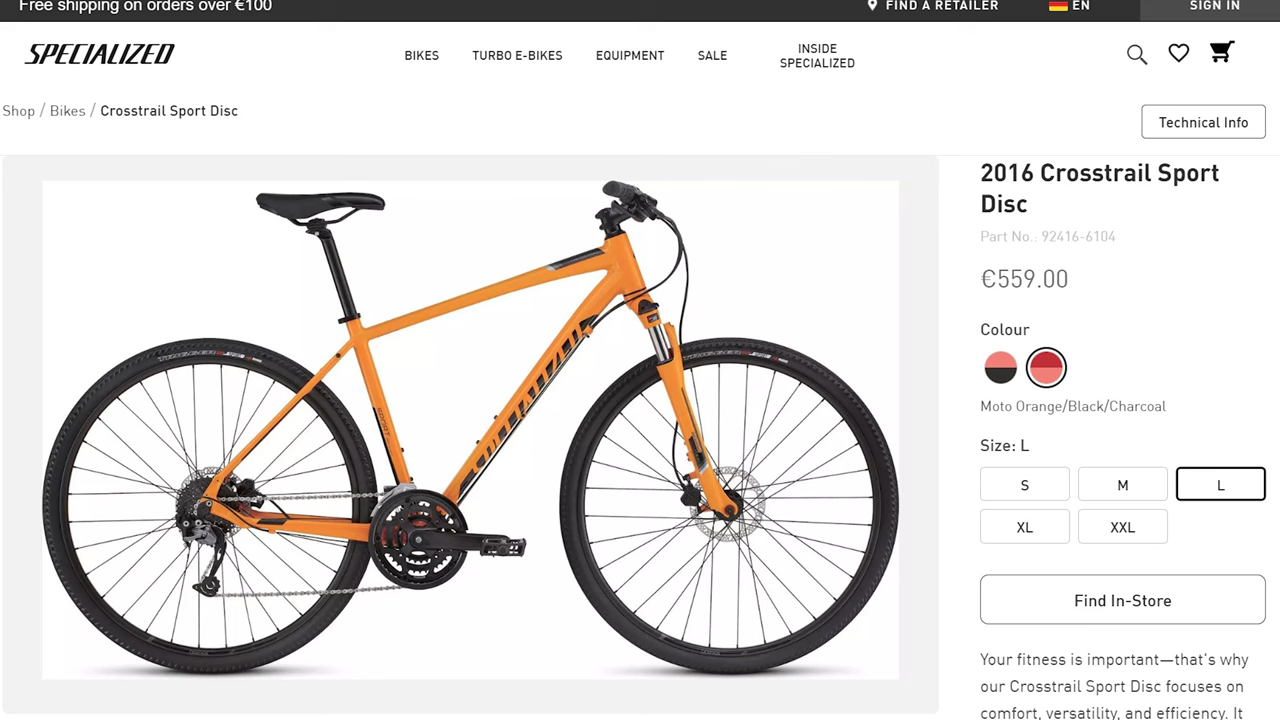 Free shipping on orders over €100
FIND A RETAILER
EN
SIGN IN
SPECIALIZED
BIKES
TURBO E-BIKES
EQUIPMENT
SALE
INSIDE
SPECIALIZED
Shop / Bikes / Crosstrail Sport Disc
Technical Info
2016 Crosstrail Sport
Disc
Part No.: 92416-6104
€559.00
Colour
Moto Orange/Black/Charcoal
Size: L
S
M
L
XL
XXL
Find In-Store
Your fitness is important—that's why
our Crosstrail Sport Disc focuses on
comfort, versatility, and efficiency. It
SPECIALIZED
SPORT